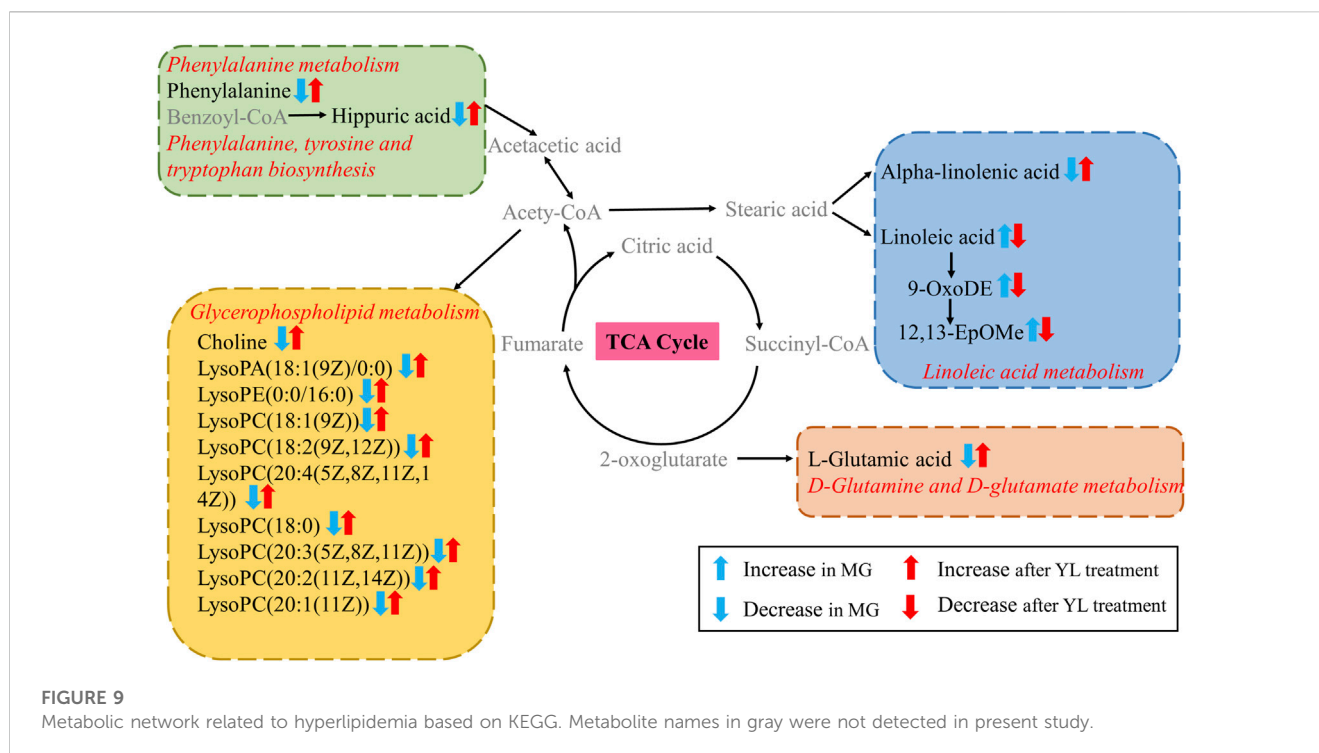 Phenylalanine metabolism
Phenylalanine
Benzoyl-CoA
Hippuric acid
Phenylalanine, tyrosine and
tryptophan biosynthesis
Acetacetic acid
Acety-CoA
Stearic acid
Citric acid
Fumarate
TCA Cycle
Succinyl-CoA
2-oxoglutarate
Alpha-linolenic acid
Linoleic acid
9-OxoDE
12,13-EpOMe
Linoleic acid metabolism
Glycerophospholipid metabolism
Choline
LysoPA(18:1(9Z)/0:0)
LysoPE(0:0/16:0)
LysoPC(18:1(9Z))
LysoPC(18:2(9Z,12Z))
LysoPC(20:4(5Z,8Z,11Z,1
4Z))
LysoPC(18:0)
LysoPC(20:3(5Z,8Z,11Z))
LysoPC(20:2(11Z,14Z))
LysoPC(20:1(11Z))
L-Glutamic acid
D-Glutamine and D-glutamate metabolism
Increase in MG
Increase after YL treatment
Decrease in MG
Decrease after YL treatment
FIGURE 9
Metabolic network related to hyperlipidemia based on KEGG. Metabolite names in gray were not detected in present study.